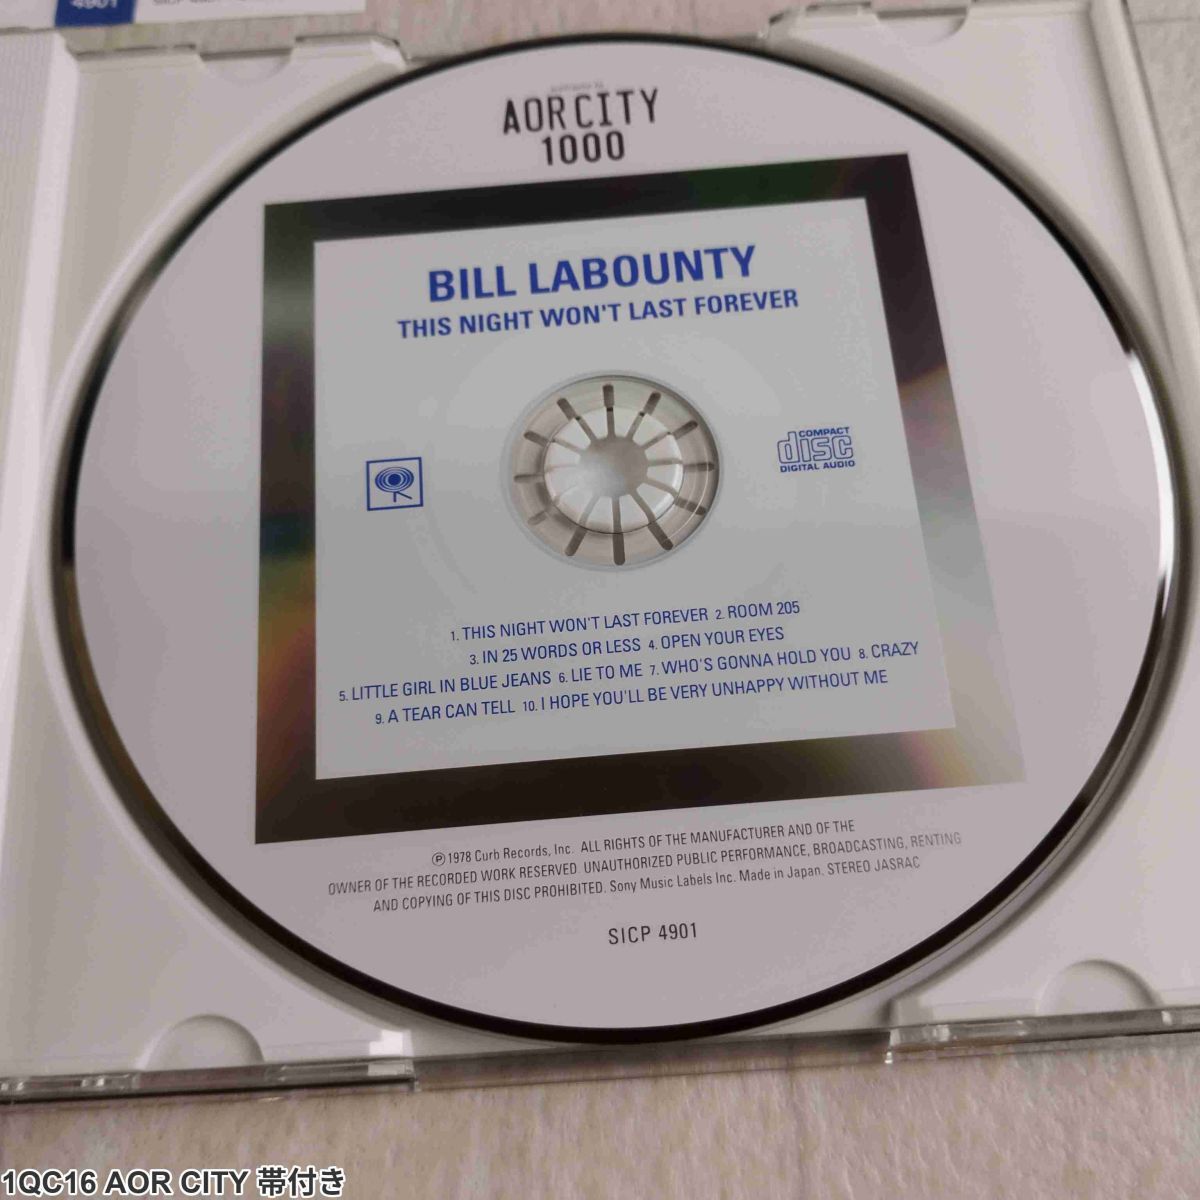 4901
AOR CITY
1000
BILL LABOUNTY
THIS NIGHT WON'T LAST FOREVER
COMPACT
disc
DIGITAL AUDIO
1. THIS NIGHT WON'T LAST FOREVER 2. ROOM 205
3. IN 25 WORDS OR LESS 4. OPEN YOUR EYES
5. LITTLE GIRL IN BLUE JEANS 6. LIE TO ME 7. WHO'S GONNA HOLD YOU 8. CRAZY
9. A TEAR CAN TELL 10. I HOPE YOU'LL BE VERY UNHAPPY WITHOUT ME
℗1978 Curb Records, Inc. ALL RIGHTS OF THE MANUFACTURER AND OF THE
OWNER OF THE RECORDED WORK RESERVED. UNAUTHORIZED PUBLIC PERFORMANCE, BROADCASTING, RENTING
AND COPYING OF THIS DISC PROHIBITED. Sony Music Labels Inc. Made in Japan. STEREO JASRAC
SICP 4901
1QC16 AOR CITY 帯付き